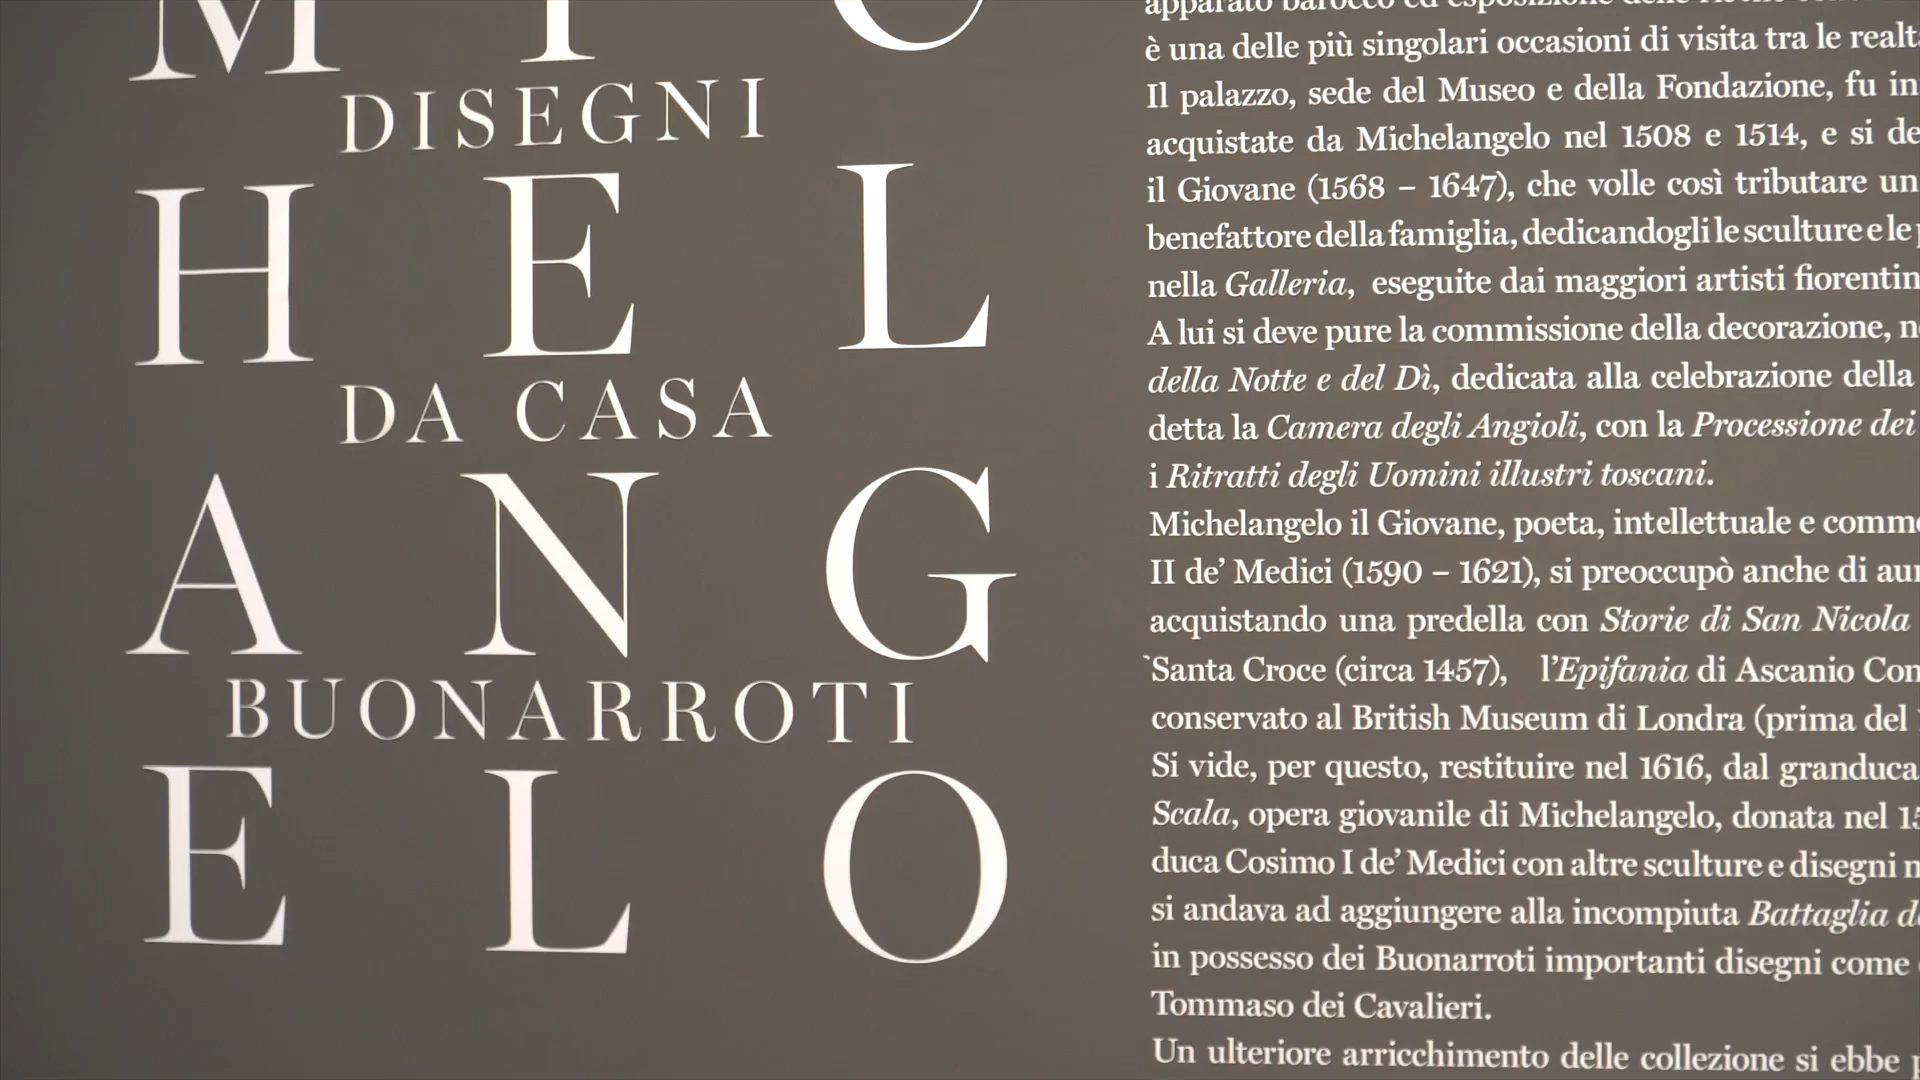 M I C
DISEGNI
H E L
DA CASA
A N G
BUONARROTI
E L O
apparato barocco ed esposizione delle
è una delle più singolari occasioni di visita tra le realt
Il palazzo, sede del Museo e della Fondazione, fu in
acquistate da Michelangelo nel 1508 e 1514, e si de
il Giovane (1568 – 1647), che volle così tributare un
benefattore della famiglia, dedicandogli le sculture e le
nella Galleria, eseguite dai maggiori artisti fiorentin
A lui si deve pure la commissione della decorazione, n
della Notte e del Dì, dedicata alla celebrazione della
detta la Camera degli Angioli, con la Processione dei
i Ritratti degli Uomini illustri toscani.
Michelangelo il Giovane, poeta, intellettuale e comm
II de’ Medici (1590 – 1621), si preoccupò anche di au
acquistando una predella con Storie di San Nicola
Santa Croce (circa 1457), l’Epifania di Ascanio Con
conservato al British Museum di Londra (prima del
Si vide, per questo, restituire nel 1616, dal granduca
Scala, opera giovanile di Michelangelo, donata nel 15
duca Cosimo I de’ Medici con altre sculture e disegni n
si andava ad aggiungere alla incompiuta Battaglia d
in possesso dei Buonarroti importanti disegni come
Tommaso dei Cavalieri.
Un ulteriore arricchimento delle collezione si ebbe p